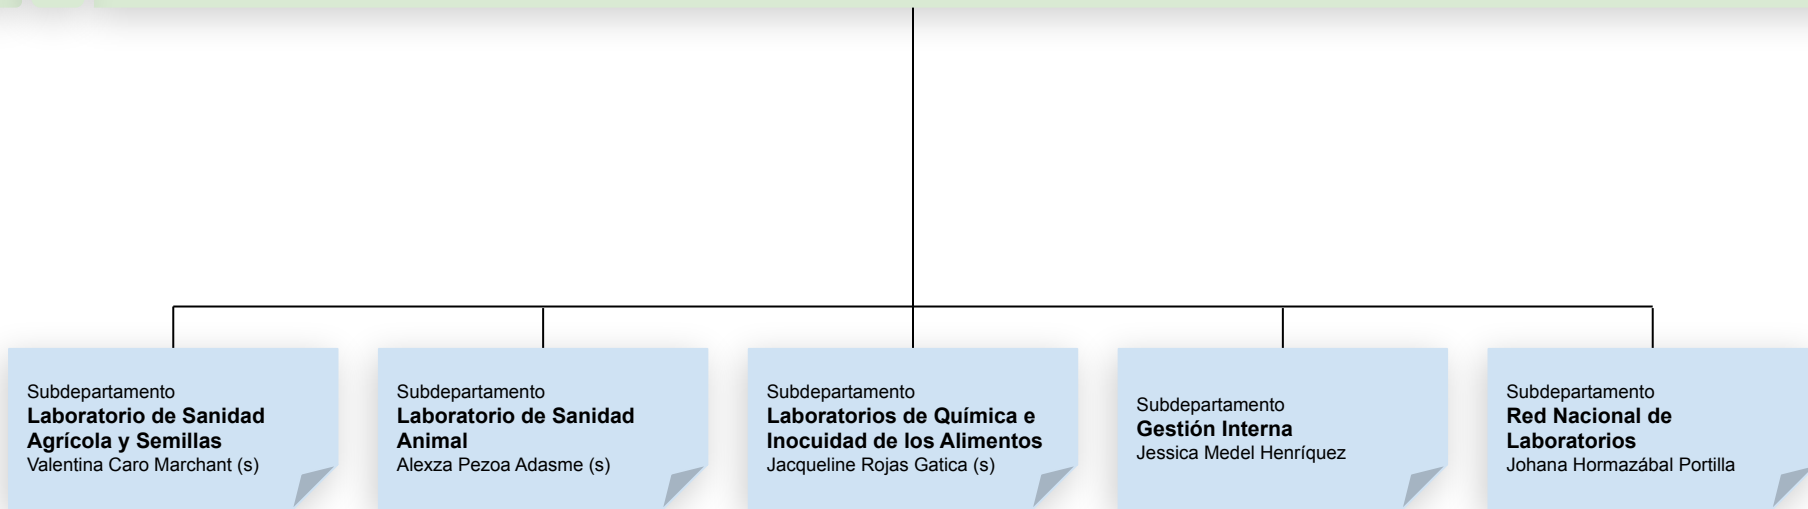 Subdepartamento
Laboratorio de Sanidad
Agrícola y Semillas
Valentina Caro Marchant (s)
Subdepartamento
Laboratorio de Sanidad
Animal
Alexza Pezoa Adasme (s)
Subdepartamento
Laboratorios de Química e
Inocuidad de los Alimentos
Jacqueline Rojas Gatica (s)
Subdepartamento
Gestión Interna
Jessica Medel Henríquez
Subdepartamento
Red Nacional de
Laboratorios
Johana Hormazábal Portilla